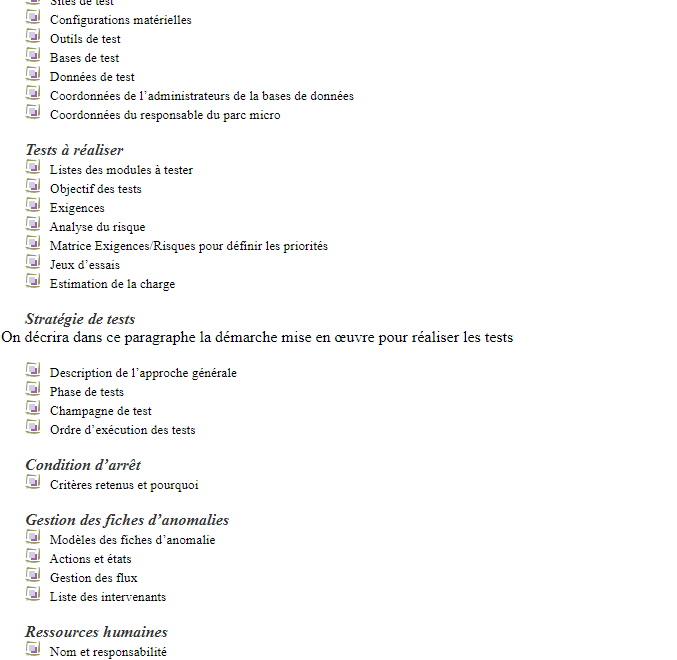 Sites de test
Configurations matérielles
Outils de test
Bases de test
Données de test
Coordonnées de l’administrateurs de la bases de données
Coordonnées du responsable du parc micro
Tests à réaliser
Listes des modules à tester
Objectif des tests
Exigences
Analyse du risque
Matrice Exigences/Risques pour définir les priorités
Jeux d’essais
Estimation de la charge
Stratégie de tests
On décrira dans ce paragraphe la démarche mise en œuvre pour réaliser les tests
Description de l’approche générale
Phase de tests
Champagne de test
Ordre d’exécution des tests
Condition d’arrêt
Critères retenus et pourquoi
Gestion des fiches d’anomalies
Modèles des fiches d’anomalie
Actions et états
Gestion des flux
Liste des intervenants
Ressources humaines
Nom et responsabilité